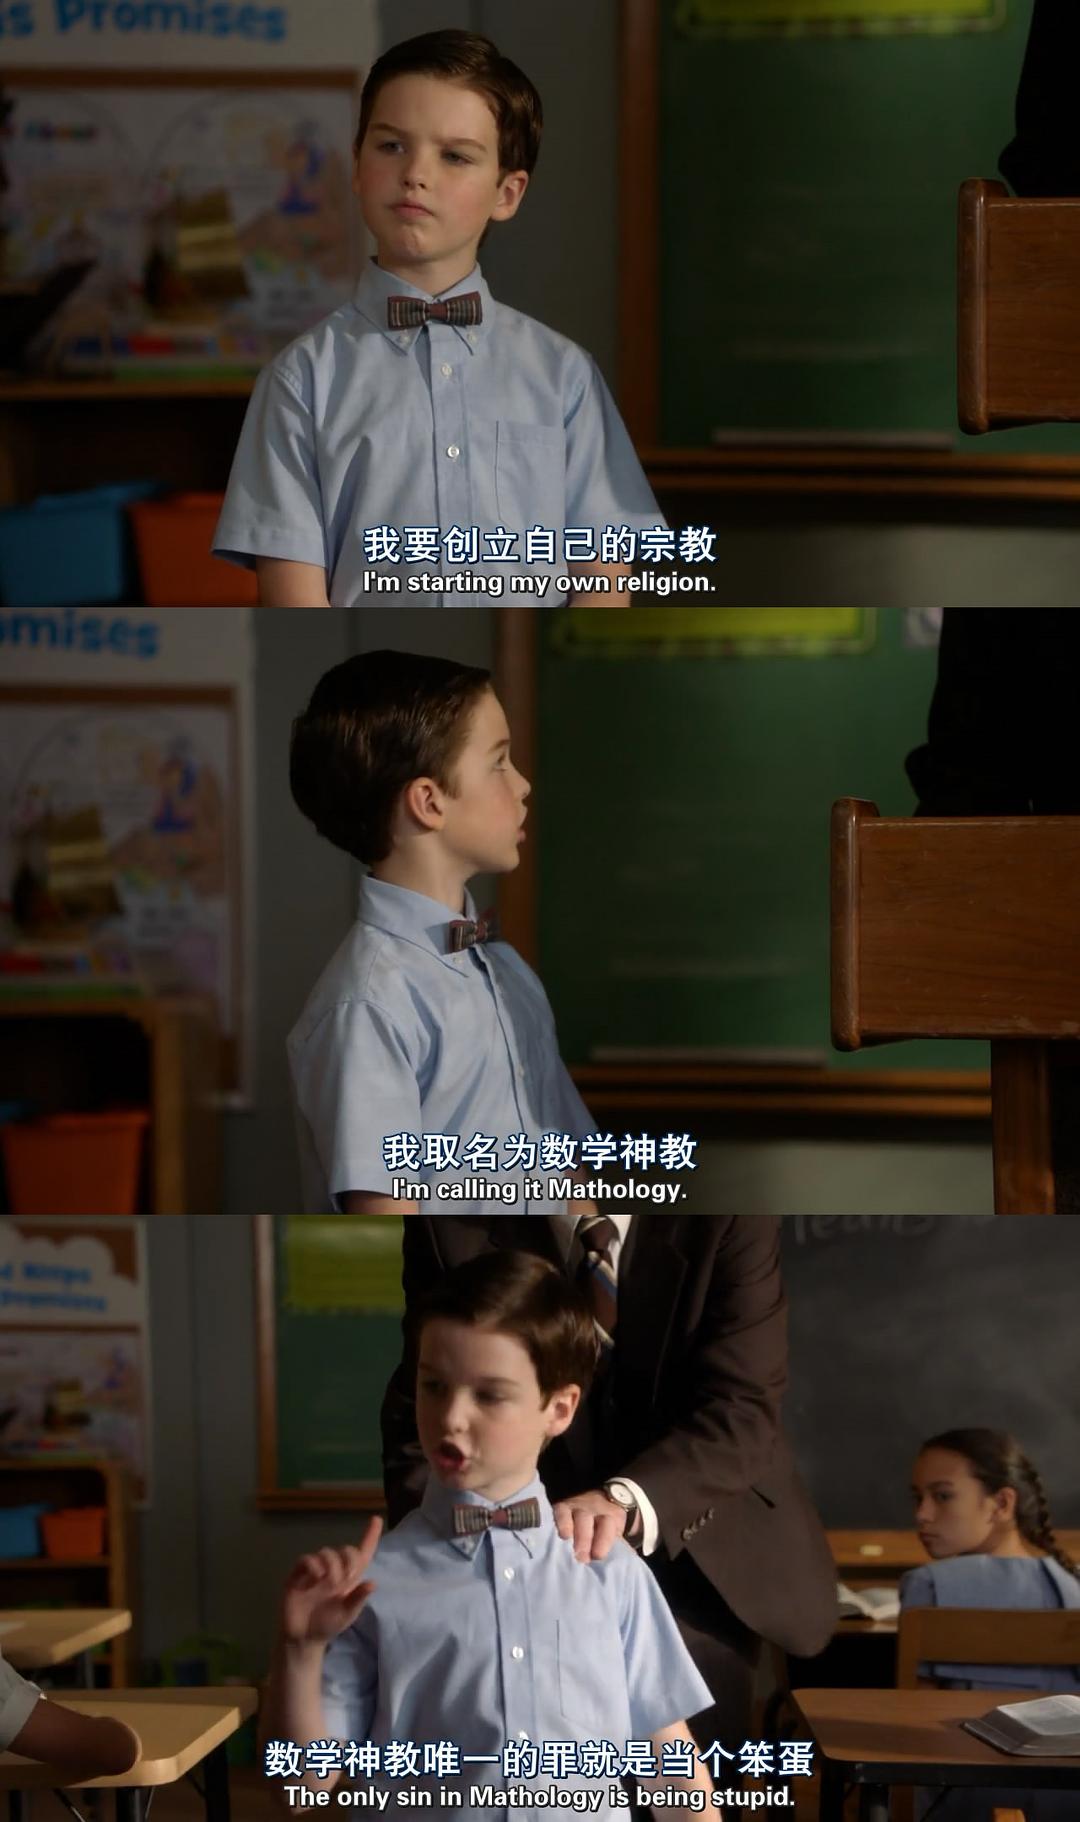 s Promises
我要创立自己的宗教
I'm starting my own religion.
omises
我取名为数学神教
I'm calling it Mathology.
数学神教唯一的罪就是当个笨蛋
The only sin in Mathology is being stupid.